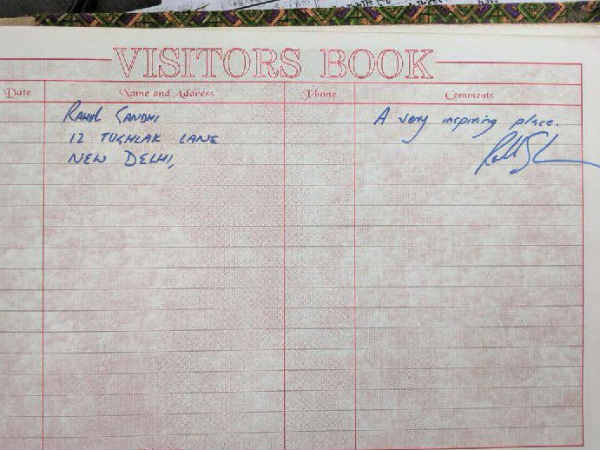 VISITORS BOOK
Date Name and Address Phone Comments
RAHUL GANDHI A very inspiring place.
12 TUGHLAK LANE
NEW DELHI,